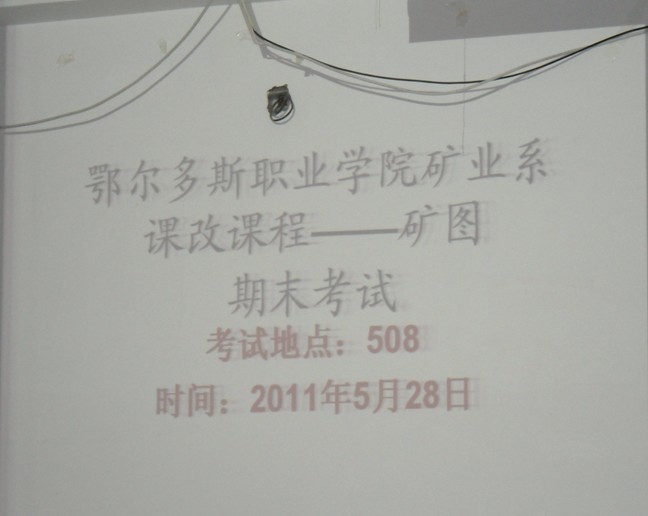 鄂尔多斯职业学院矿业系
课改课程——矿图
期末考试
考试地点：508
时间：2011年5月28日